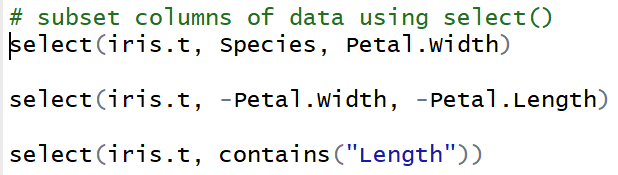 # subset columns of data using select()
select(iris.t, Species, Petal.Width)
select(iris.t, -Petal.Width, -Petal.Length)
select(iris.t, contains("Length"))